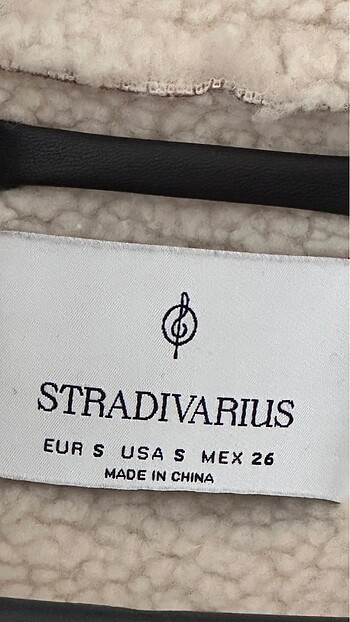 STRADIVARIUS
EUR S USA S MEX 26
MADE IN CHINA